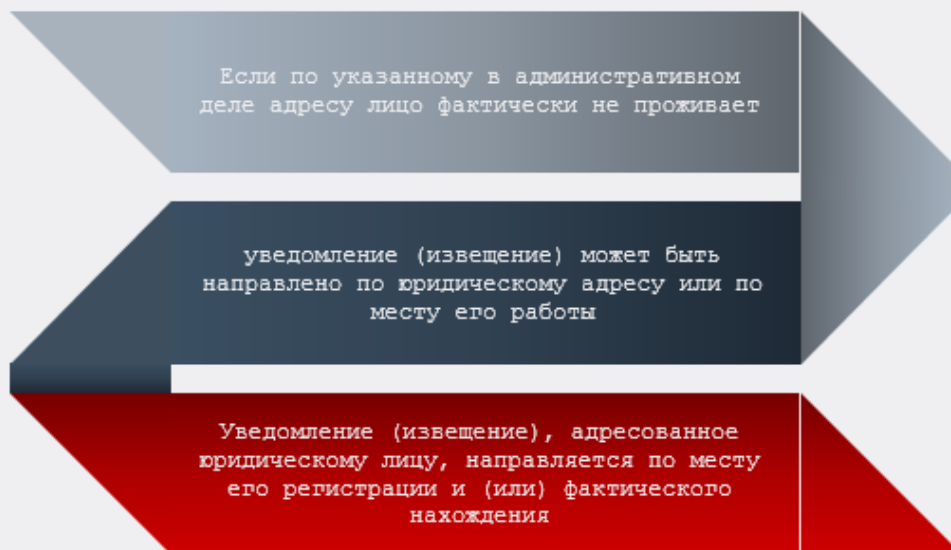 Если по указанному в административном
деле адресу лицо фактически не проживает
уведомление (извещение) может быть
направлено по юридическому адресу или по
месту его работы
Уведомление (извещение), адресованное
юридическому лицу, направляется по месту
его регистрации и (или) фактического
нахождения